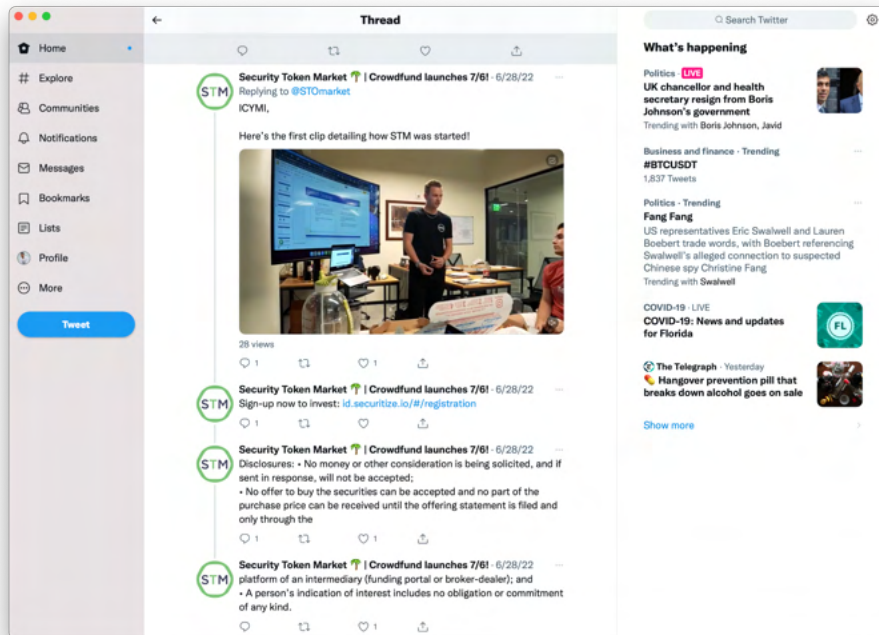 Home
Explore
Communities
Notifications
Messages
Bookmarks
Lists
Profile
More
Tweet
Thread
Security Token Market 🌴 | Crowdfund launches 7/6! · 6/28/22 ···
STM
Replying to @STOmarket
ICYMI,
Here's the first clip detailing how STM was started!
28 views
1 1
Security Token Market 🌴 | Crowdfund launches 7/6! · 6/28/22 ···
STM
Sign-up now to invest: id.securitize.io/#/registration
1
Security Token Market 🌴 | Crowdfund launches 7/6! · 6/28/22 ···
STM
Disclosures: • No money or other consideration is being solicited, and if
sent in response, will not be accepted;
• No offer to buy the securities can be accepted and no part of the
purchase price can be received until the offering statement is filed and
only through the
1 1
Security Token Market 🌴 | Crowdfund launches 7/6! · 6/28/22 ···
STM
platform of an intermediary (funding portal or broker-dealer); and
• A person's indication of interest includes no obligation or commitment
of any kind.
1
Search Twitter
What's happening
Politics · LIVE
UK chancellor and health
secretary resign from Boris
Johnson's government
Trending with Boris Johnson, Javid
Business and finance · Trending ···
#BTCUSDT
1,837 Tweets
Politics · Trending ···
Fang Fang
US representatives Eric Swalwell and Lauren
Boebert trade words, with Boebert referencing
Swalwell's alleged connection to suspected
Chinese spy Christine Fang
Trending with Swalwell
COVID-19 · LIVE
COVID-19: News and updates
for Florida
FL
The Telegraph · Yesterday
💊 Hangover prevention pill that
breaks down alcohol goes on sale
Show more